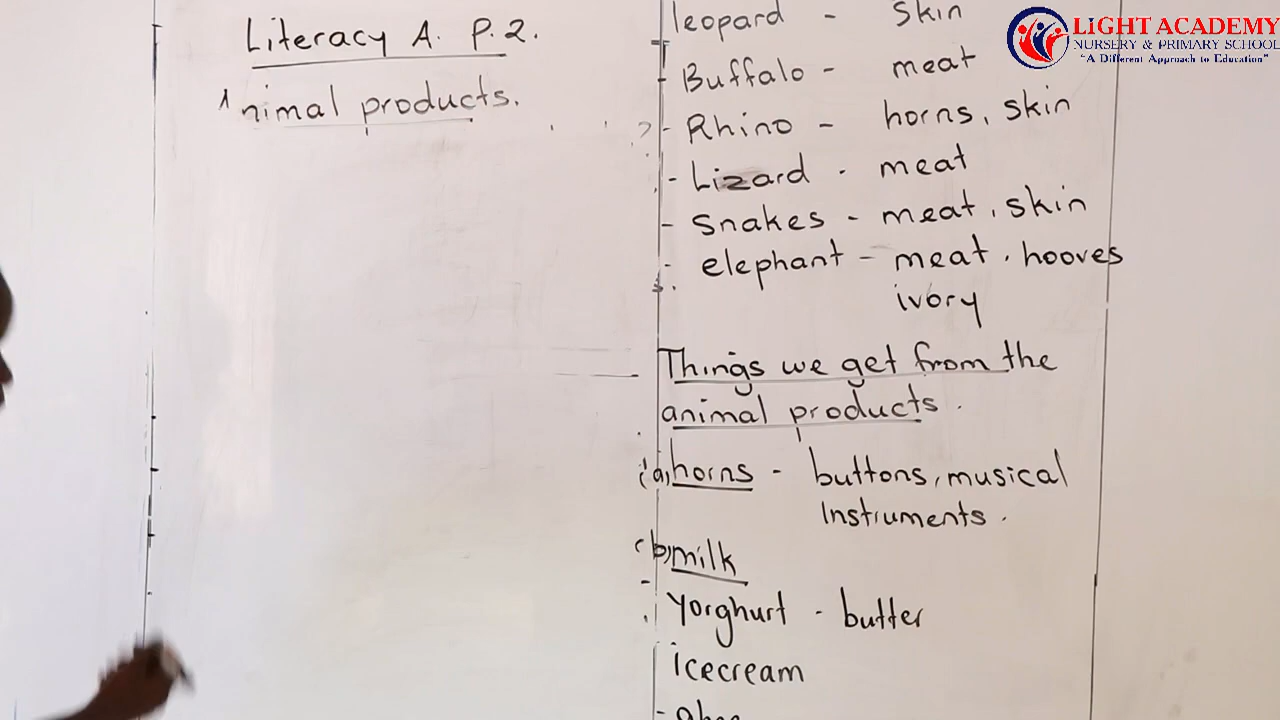 Literacy A. P.2.
Animal products.
leopard - Skin
- Buffalo - meat
- Rhino - horns, skin
- Lizard - meat
- Snakes - meat, skin
- elephant - meat, hooves
ivory
Things we get from the
animal products.
(a) horns - buttons, musical
Instruments.
(b) milk
- Yorghurt - butter
icecream
LIGHT ACADEMY
NURSERY & PRIMARY SCHOOL
"A Different Approach to Education"